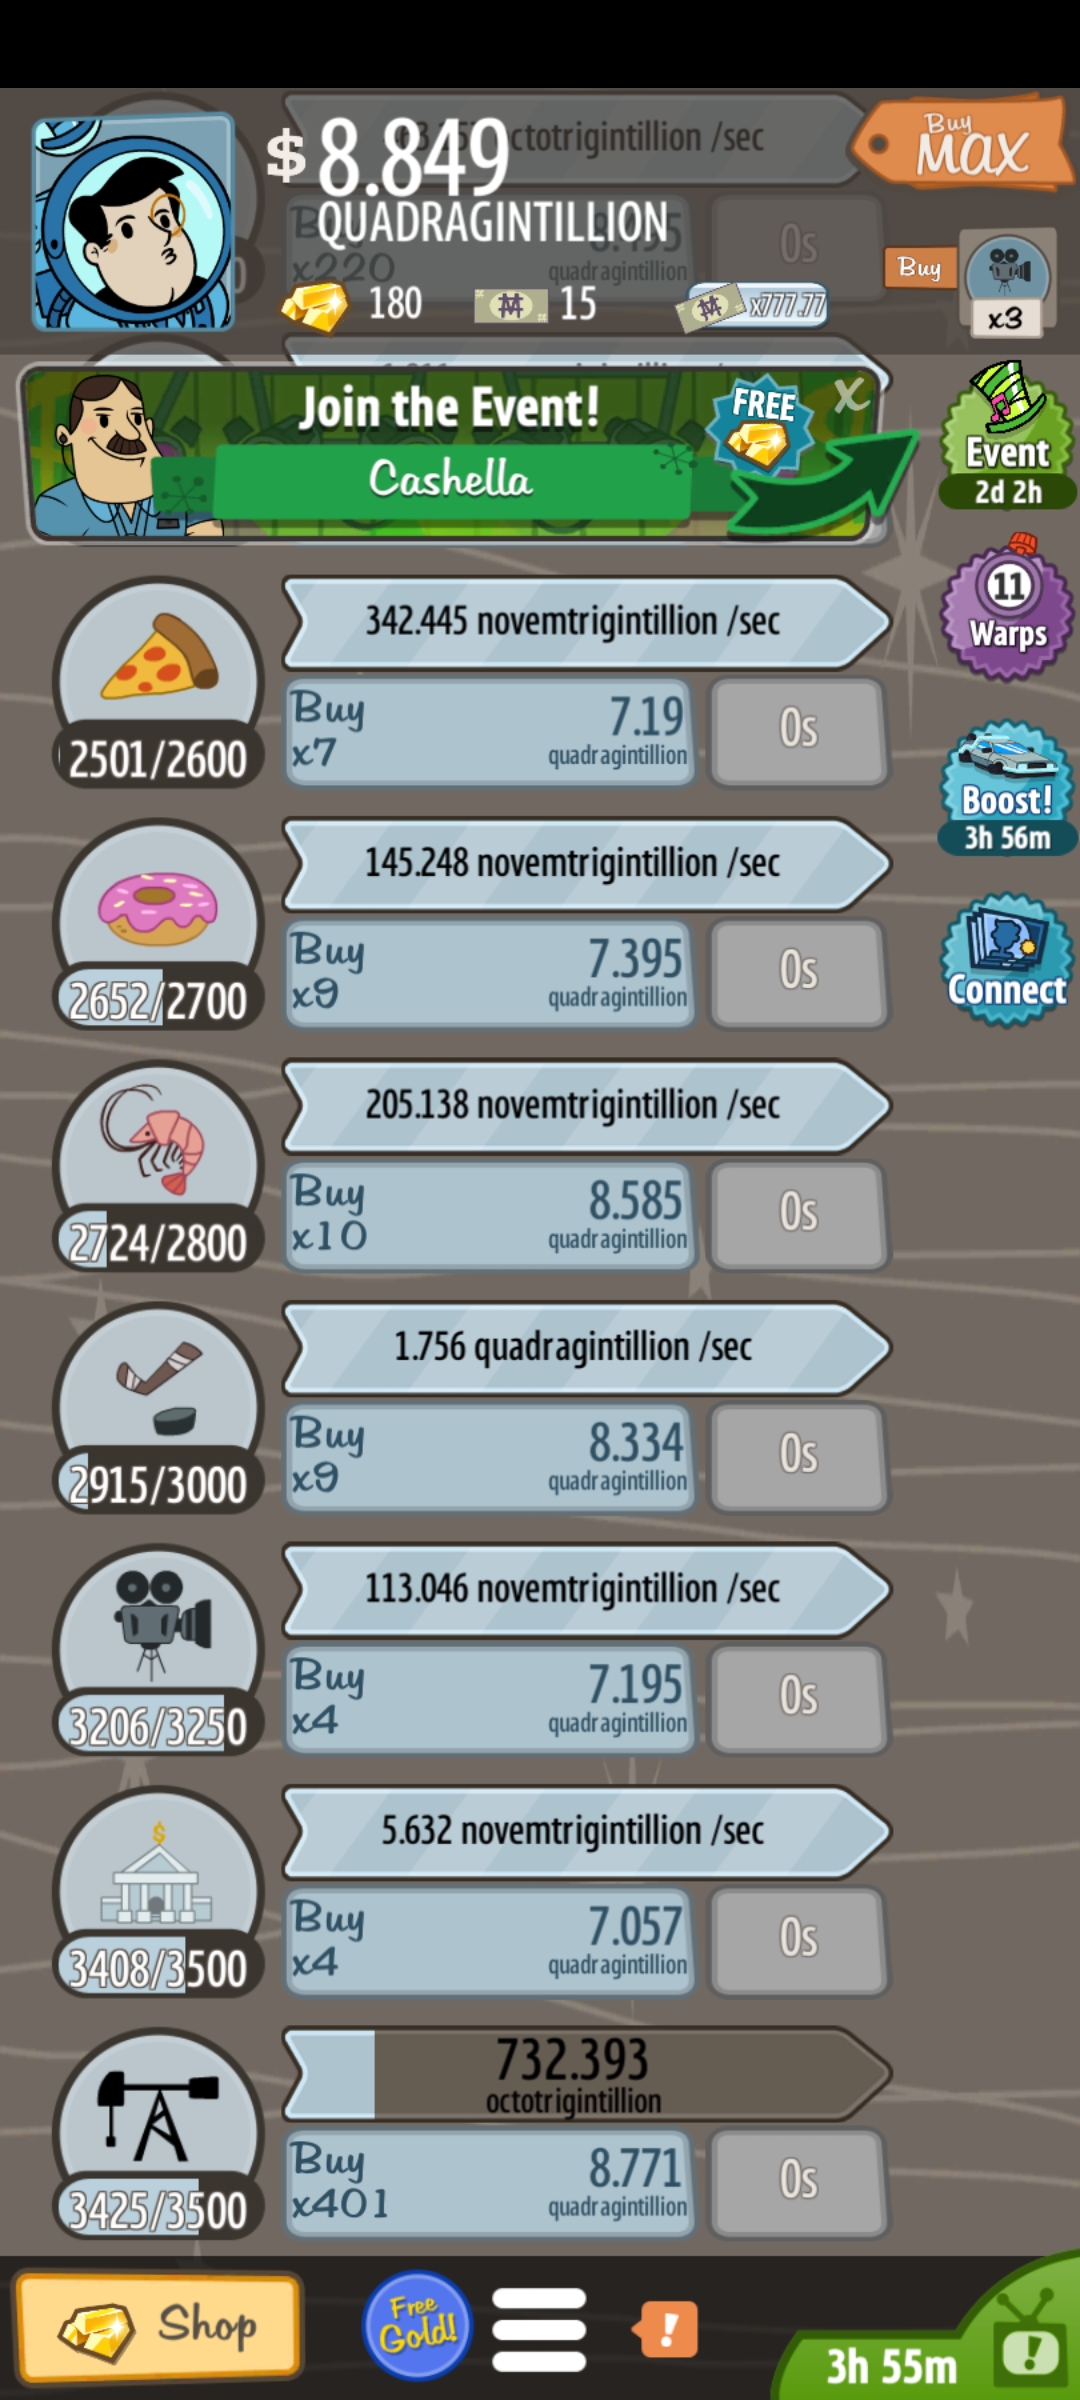 octotrigintillion /sec
$ 8.849
QUADRAGINTILLION
Buy
MAX
x220
quadragintillion
0s
Buy
x3
180
15
x777.77
Join the Event!
Cashella
FREE
X
Event
2d 2h
342.445 novemtrigintillion /sec
Buy
x7
7.19
quadragintillion
0s
2501/2600
11
Warps
145.248 novemtrigintillion /sec
Buy
x9
7.395
quadragintillion
0s
2652/2700
Boost!
3h 56m
Connect
205.138 novemtrigintillion /sec
Buy
x10
8.585
quadragintillion
0s
2724/2800
1.756 quadragintillion /sec
Buy
x9
8.334
quadragintillion
0s
2915/3000
113.046 novemtrigintillion /sec
Buy
x4
7.195
quadragintillion
0s
3206/3250
5.632 novemtrigintillion /sec
Buy
x4
7.057
quadragintillion
0s
3408/3500
732.393
octotrigintillion
Buy
x401
8.771
quadragintillion
0s
3425/3500
Shop
Free
Gold!
!
3h 55m
!